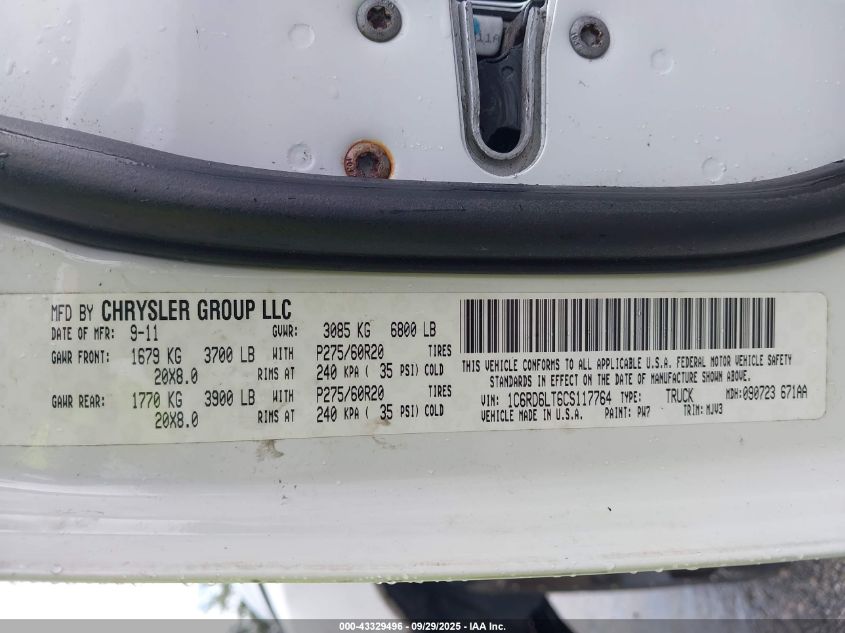 MFD BY CHRYSLER GROUP LLC
DATE OF MFR: 9-11 GVWR: 3085 KG 6800 LB
GAWR FRONT: 1679 KG 3700 LB WITH P275/60R20 TIRES
20X8.0 RIMS AT 240 KPA ( 35 PSI) COLD
GAWR REAR: 1770 KG 3900 LB WITH P275/60R20 TIRES
20X8.0 RIMS AT 240 KPA ( 35 PSI) COLD
THIS VEHICLE CONFORMS TO ALL APPLICABLE U.S.A. FEDERAL MOTOR VEHICLE SAFETY
STANDARDS IN EFFECT ON THE DATE OF MANUFACTURE SHOWN ABOVE.
VIN: 1C6RD6LT6CS117764 TYPE: TRUCK MDH: 090723 671AA
VEHICLE MADE IN U.S.A. PAINT: PW7 TRIM: MJV3
000-43329496 - 09/29/2025 - IAA Inc.